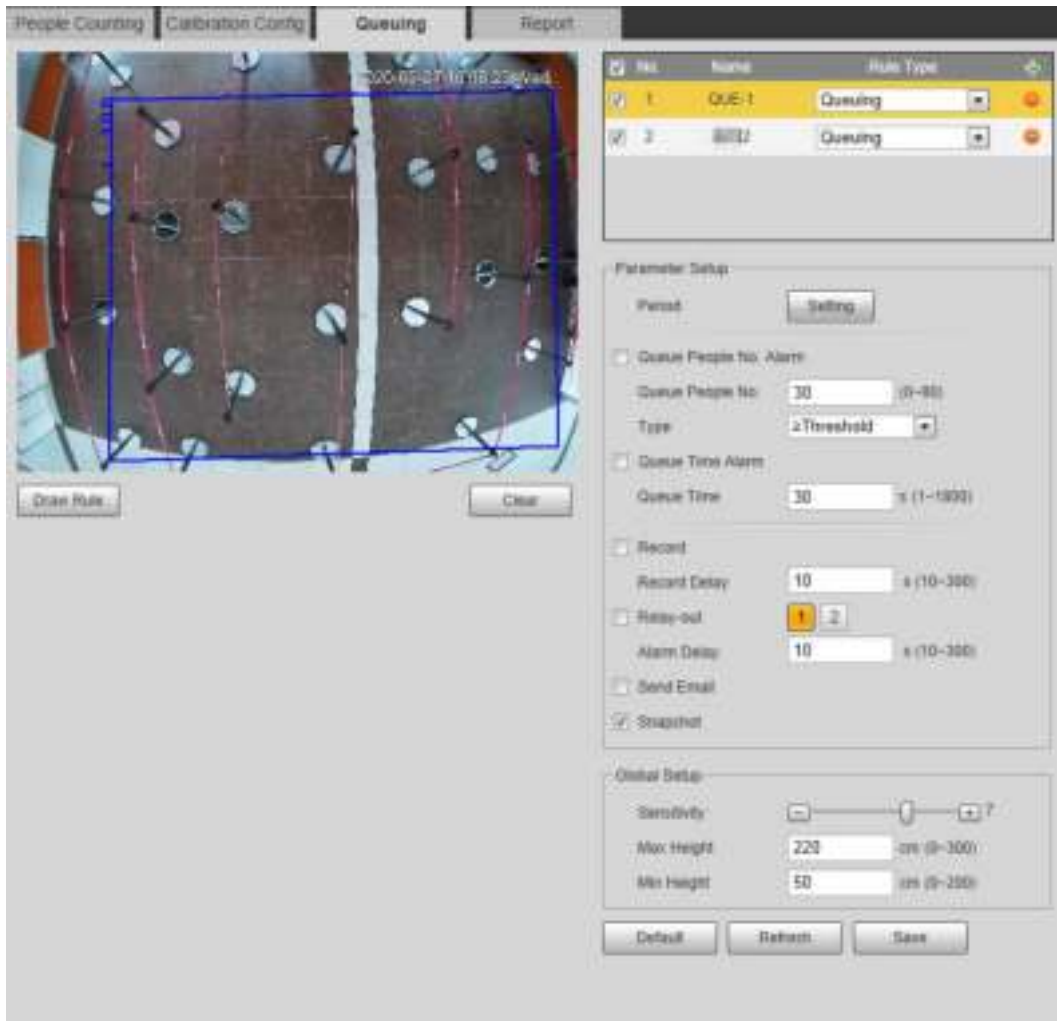 People Counting Calibration Config Queuing Report
No. Name Rule Type
1 QUE-1 Queuing
2 Queuing
Parameter Setup
Period Setting
Queue People No. Alarm
Queue People No. 30
Type ≥Threshold
Queue Time Alarm
Queue Time 30 s (1~1800)
Record
Record Delay 10 s (10~300)
Relay-out 1 2
Alarm Delay 10 s (10~300)
Send Email
Snapshot
Draw Rule Clear
Global Setup
Sensitivity 7
Max Height 220 cm (0~300)
Min Height 50 cm (0~200)
Default Refresh Save